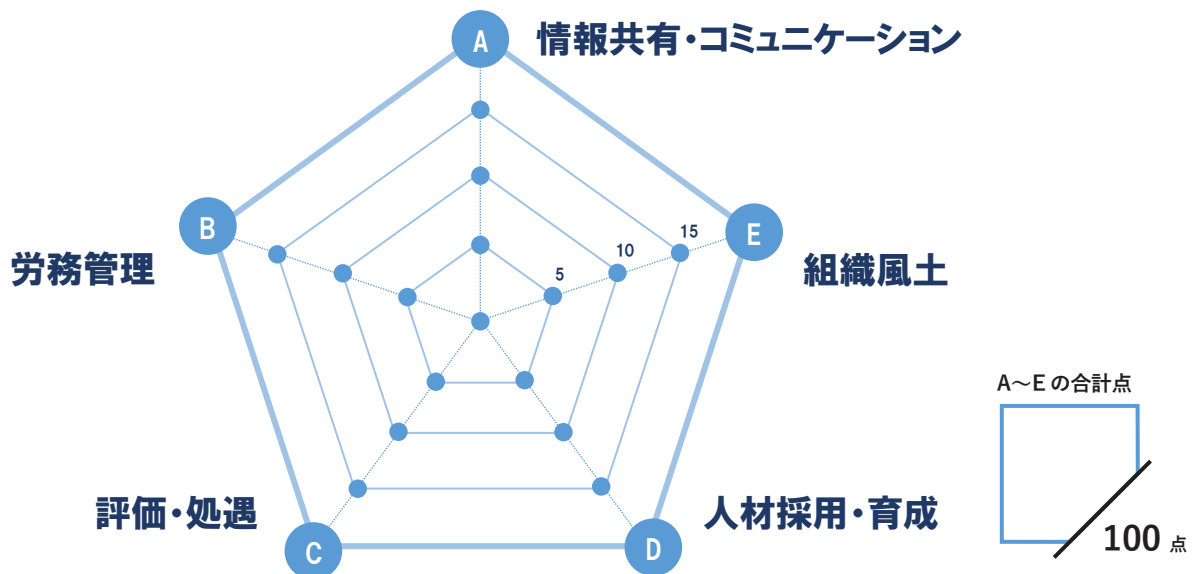 A
情報共有・コミュニケーション
B
労務管理
E
組織風土
15
10
5
C
評価・処遇
D
人材採用・育成
A〜E の合計点
100 点